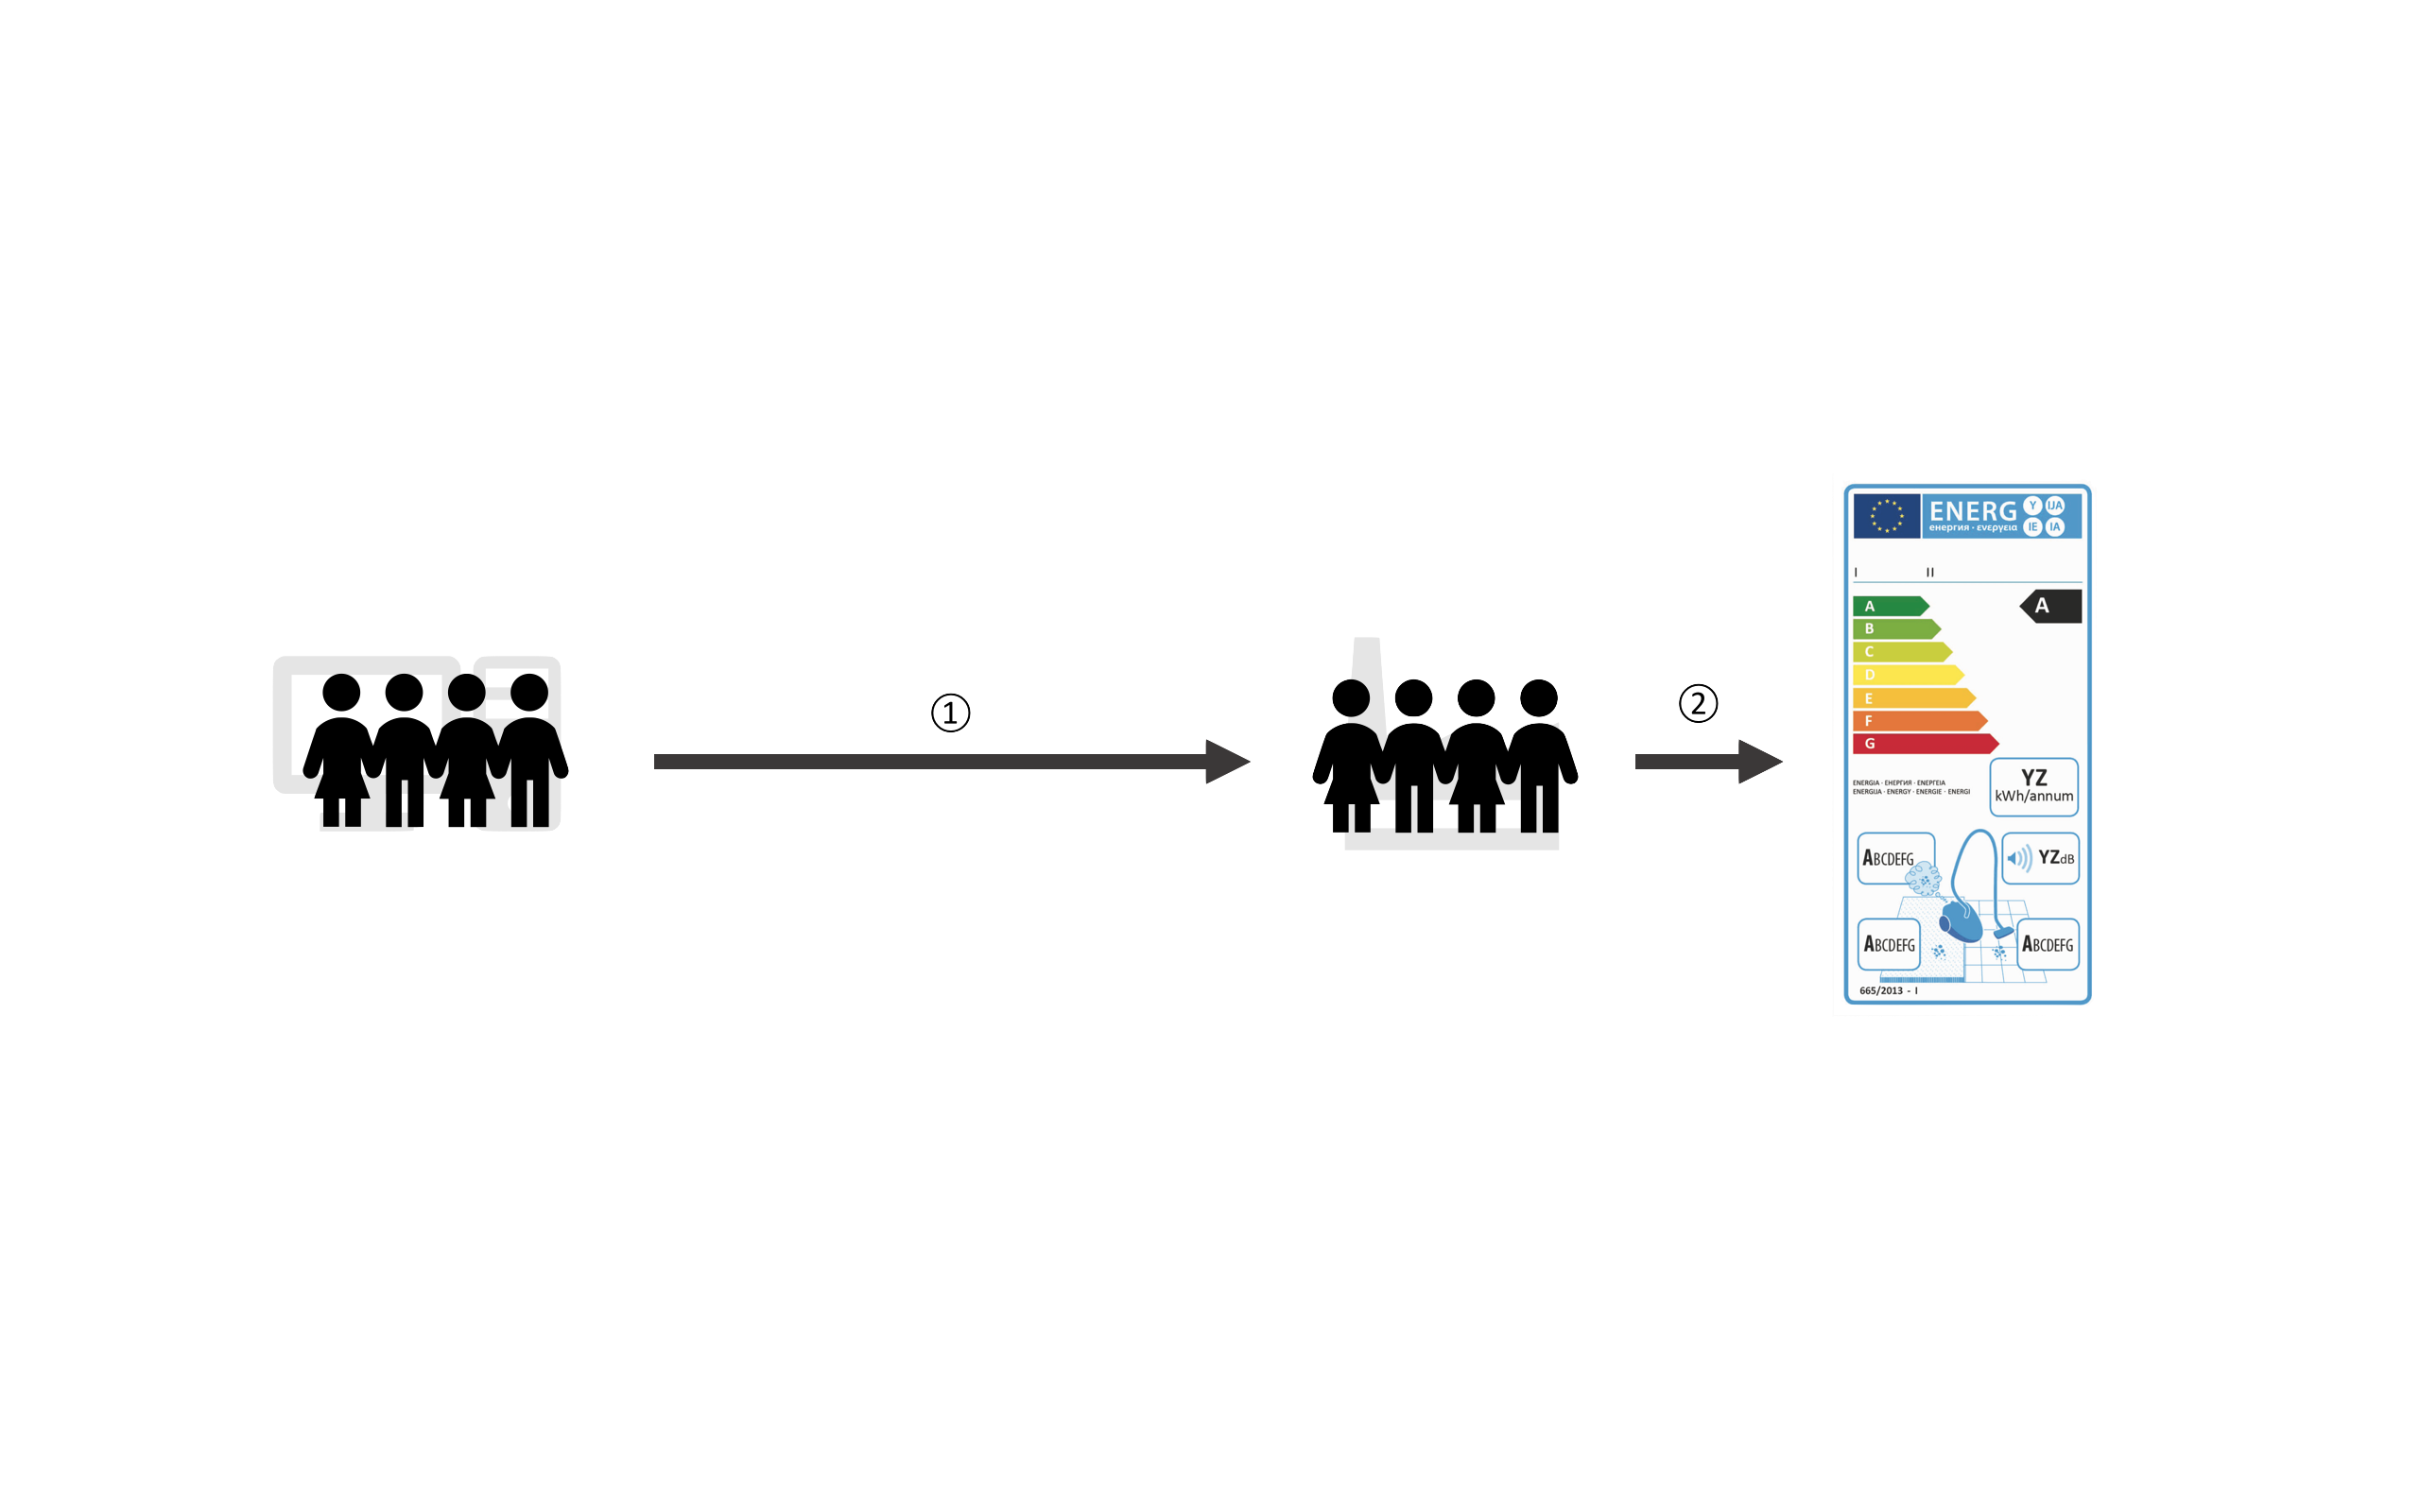 ①
②
ENERG Y IJA
енергия · ενεργεια IE IA
I II
A A
B
C
D
E
F
G
ENERGIA · ЕНЕРГИЯ · ΕΝΕΡΓΕΙΑ
ENERGIJA · ENERGY · ENERGIE · ENERGI
YZ
kWh/annum
ABCDEFG
YZdB
ABCDEFG
ABCDEFG
665/2013 - I